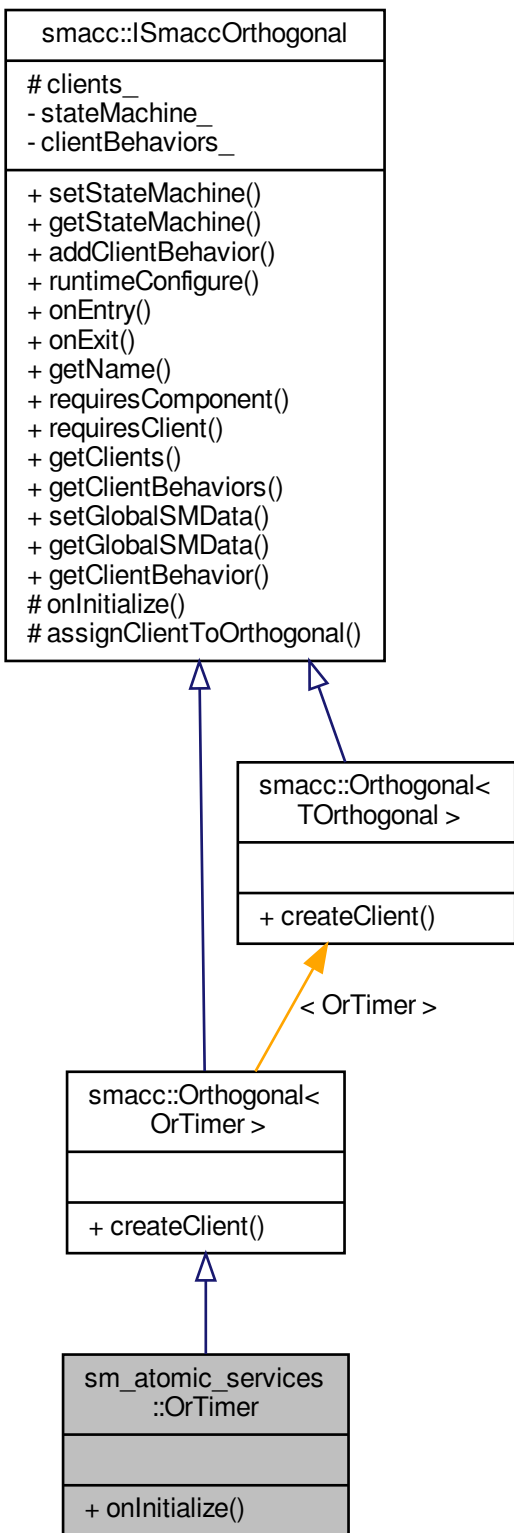 smacc::ISmaccOrthogonal
# clients_
- stateMachine_
- clientBehaviors_
+ setStateMachine()
+ getStateMachine()
+ addClientBehavior()
+ runtimeConfigure()
+ onEntry()
+ onExit()
+ getName()
+ requiresComponent()
+ requiresClient()
+ getClients()
+ getClientBehaviors()
+ setGlobalSMData()
+ getGlobalSMData()
+ getClientBehavior()
# onInitialize()
# assignClientToOrthogonal()
smacc::Orthogonal<
TOrthogonal >
+ createClient()
< OrTimer >
smacc::Orthogonal<
OrTimer >
+ createClient()
sm_atomic_services
::OrTimer
+ onInitialize()